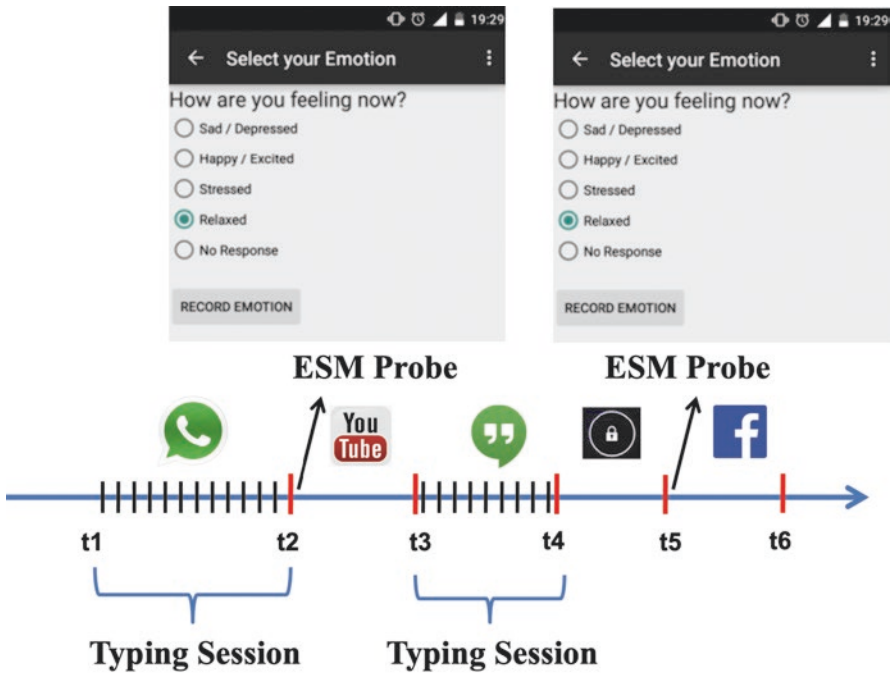 19:29
Select your Emotion
How are you feeling now?
Sad / Depressed
Happy / Excited
Stressed
Relaxed
No Response
RECORD EMOTION
19:29
Select your Emotion
How are you feeling now?
Sad / Depressed
Happy / Excited
Stressed
Relaxed
No Response
RECORD EMOTION
ESM Probe
ESM Probe
You
Tube
f
t1
t2
t3
t4
t5
t6
Typing Session
Typing Session